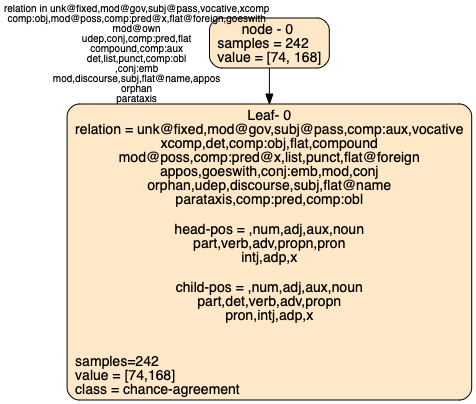 relation in unk@fixed,mod@gov,subj@pass,vocative,xcomp
comp:obj,mod@poss,comp:pred@x,flat@foreign,goeswith
mod@own
udep,conj,comp:pred,flat
compound,comp:aux
det,list,punct,comp:obl
,conj:emb
mod,discourse,subj,flat@name,appos
orphan
parataxis
node - 0
samples = 242
value = [74, 168]
Leaf- 0
relation = unk@fixed,mod@gov,subj@pass,comp:aux,vocative
xcomp,det,comp:obj,flat,compound
mod@poss,comp:pred@x,list,punct,flat@foreign
appos,goeswith,conj:emb,mod,conj
orphan,udep,discourse,subj,flat@name
parataxis,comp:pred,comp:obl
head-pos = ,num,adj,aux,noun
part,verb,adv,propn,pron
intj,adp,x
child-pos = ,num,adj,aux,noun
part,det,verb,adv,propn
pron,intj,adp,x
samples=242
value = [74,168]
class = chance-agreement